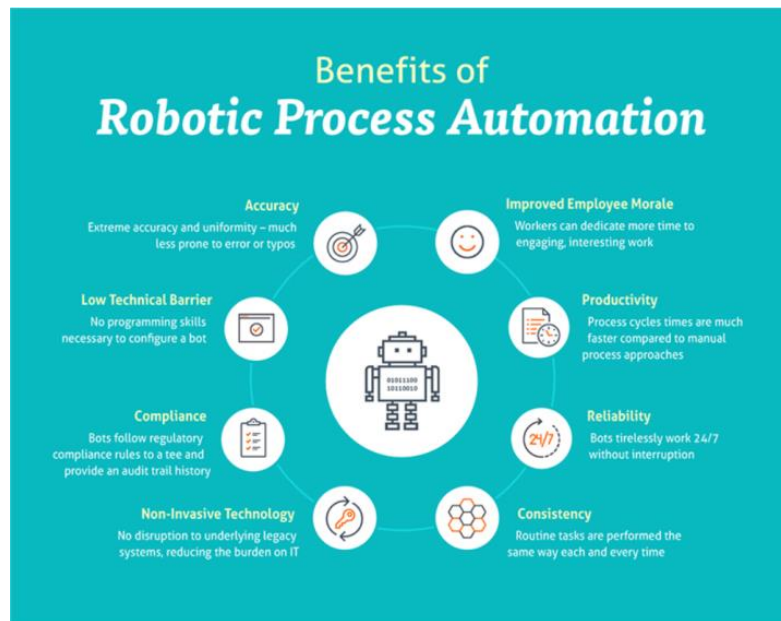 Benefits of
Robotic Process Automation
Accuracy
Extreme accuracy and uniformity – much
less prone to error or typos
Improved Employee Morale
Workers can dedicate more time to
engaging, interesting work
Low Technical Barrier
No programming skills
necessary to configure a bot
Productivity
Process cycles times are much
faster compared to manual
process approaches
01011100
10110010
Compliance
Bots follow regulatory
compliance rules to a tee and
provide an audit trail history
24/7
Reliability
Bots tirelessly work 24/7
without interruption
Non-Invasive Technology
No disruption to underlying legacy
systems, reducing the burden on IT
Consistency
Routine tasks are performed the
same way each and every time